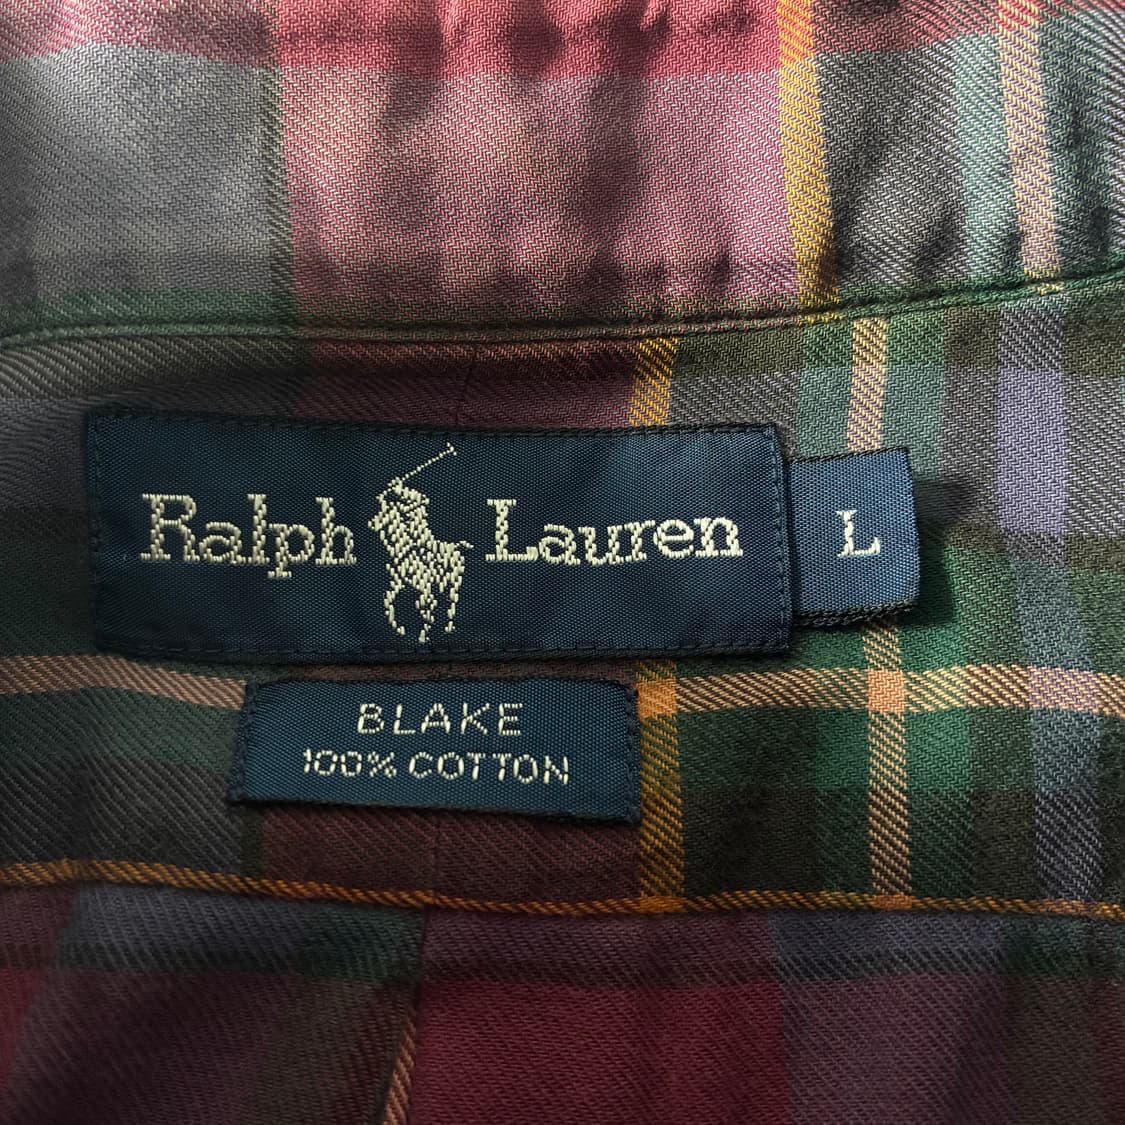 Ralph Lauren
L
BLAKE
100% COTTON